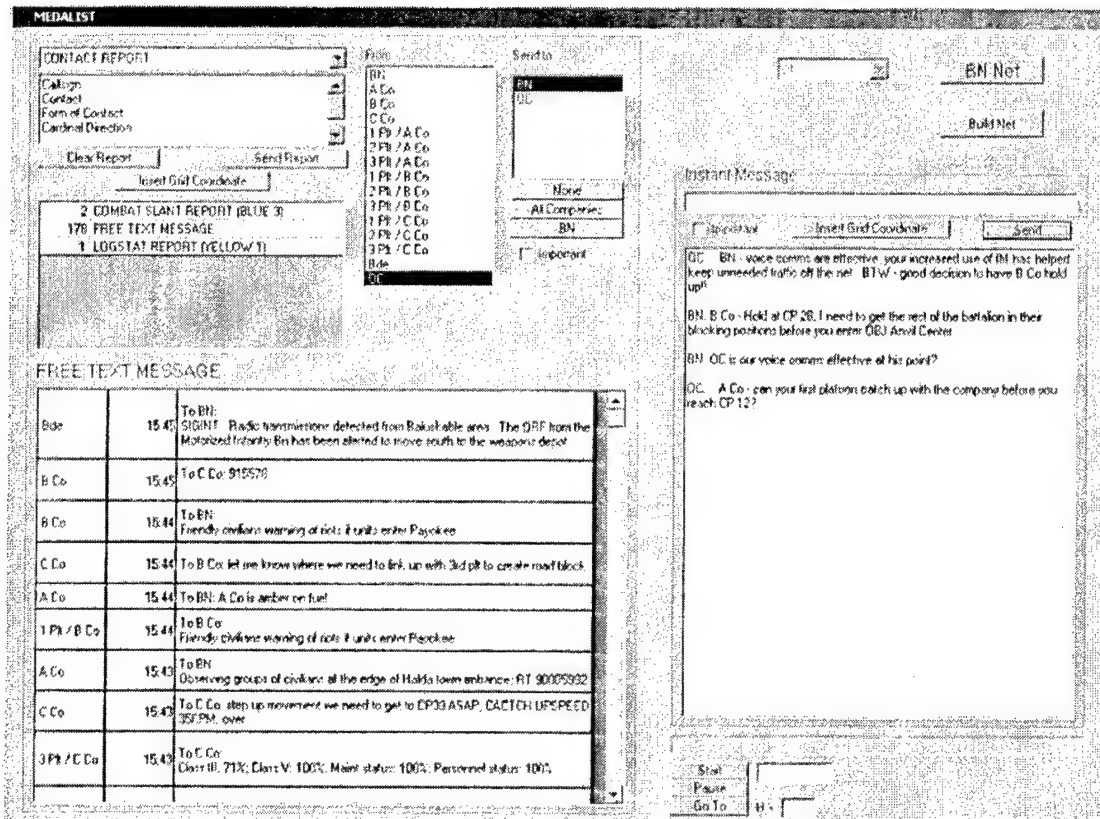 MEDALIST
CONTACT REPORT
Callsign
Contact
Form of Contact
Cardinal Direction
Clear Report
Send Report
Insert Grid Coordinate
2 COMBAT SLANT REPORT (BLUE 3)
178 FREE TEXT MESSAGE
1 LOGSTAT REPORT (YELLOW 1)
From
BN
A Co
B Co
C Co
1 Plt / A Co
2 Plt / A Co
3 Plt / A Co
1 Plt / B Co
2 Plt / B Co
3 Plt / B Co
1 Plt / C Co
2 Plt / C Co
3 Plt / C Co
Bde
OC
Send to
BN
OC
None
All Companies
BN
Important
BN Net
Build Net
Instant Message
Important
Insert Grid Coordinate
Send
OC: BN - voice comms are effective, your increased use of IM has helped
keep unneeded traffic off the net. BTW - good decision to have B Co hold
up!!
BN: B Co - Hold at CP 28, I need to get the rest of the battalion in their
blocking positions before you enter OBJ Anvil Center
BN: OC is our voice comms effective at his point?
OC: A Co - can your first platoon catch up with the company before you
reach CP 12?
FREE TEXT MESSAGE
Bde 15:45 To BN:
SIGINT: Radio transmissions detected from area. The QRF from the
Motorized Infantry Bn has been alerted to move south to the weapons depot
B Co 15:45 To C Co: 915576
B Co 15:44 To BN:
Friendly civilians warning of riots if units enter Payokee
C Co 15:44 To B Co: let me know where we need to link up with 3rd plt to create road block
A Co 15:44 To BN: A Co is amber on fuel
1 Plt / B Co 15:44 To B Co:
Friendly civilians warning of riots if units enter Payokee
A Co 15:43 To BN:
Observing groups of civilians at the edge of town entrance; RT 90005932
C Co 15:43 To C Co: step up movement we need to get to CP33 ASAP, CACTCH UPSPEED
over
3 Plt / C Co 15:43 To C Co:
Class III: 71%; Class V: 100%; Maint status: 100%; Personnel status: 100%
Start
Pause
Go To
H -